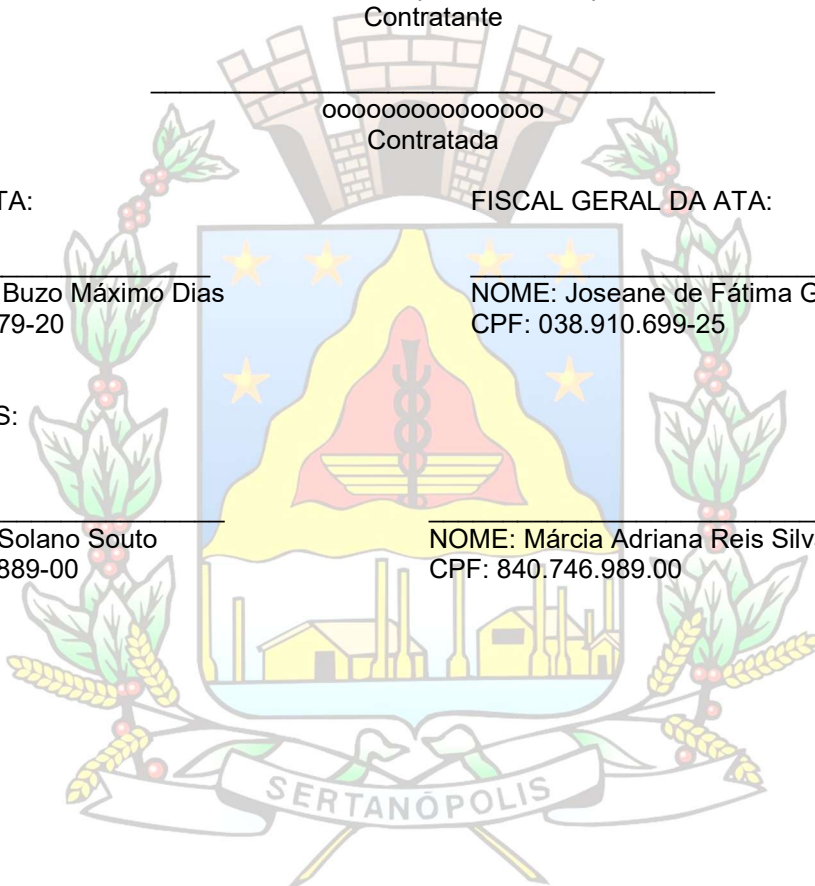 Contratante
ooooooooooooooo
Contratada
TA:
FISCAL GERAL DA ATA:
Buzo Máximo Dias
NOME: Joseane de Fátima G
79-20
CPF: 038.910.699-25
S:
Solano Souto
NOME: Márcia Adriana Reis Silva
889-00
CPF: 840.746.989.00
SERTANÓPOLIS